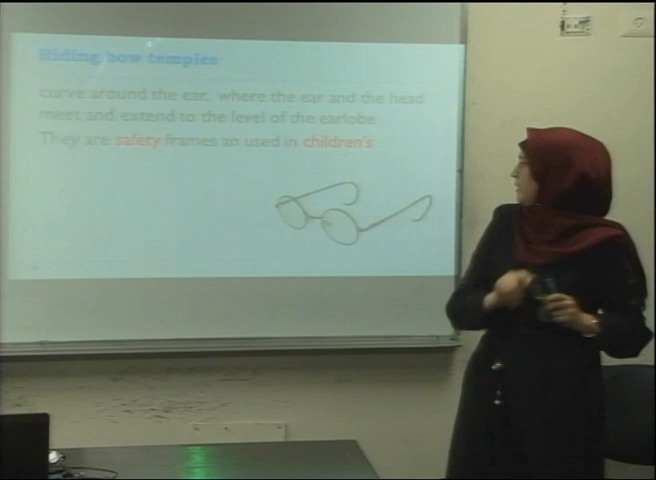 Riding bow temples
curve around the ear, where the ear and the head
meet and extend to the level of the earlobe
They are safety frames an used in children's